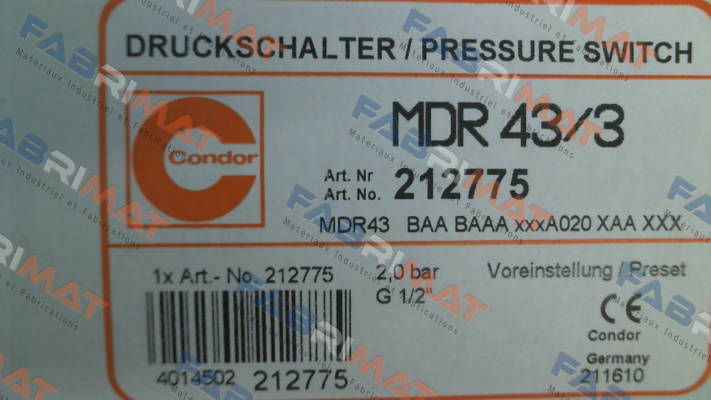 DRUCKSCHALTER / PRESSURE SWITCH
Condor
MDR 43/3
Art. Nr
Art. No. 212775
MDR43 BAA BAAA xxxA020 XAA XXX
1x Art.- No. 212775
2,0 bar
G 1/2"
Voreinstellung / Preset
CE
Condor
Germany
211610
4014502 212775
FABRIMAT
Materiaux Industriel et Fabrications